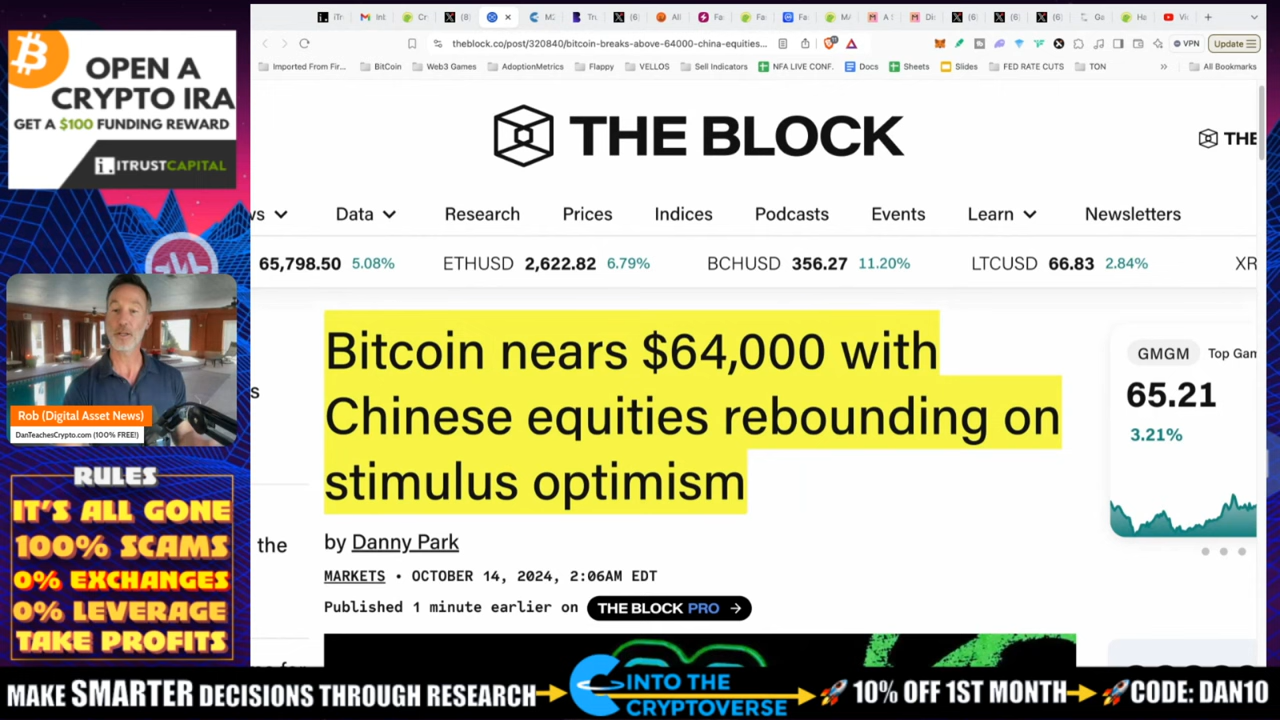 OPEN A
CRYPTO IRA
GET A $100 FUNDING REWARD
ITRUSTCAPITAL
Rob (Digital Asset News)
DanTeachesCrypto.com (100% FREE!)
RULES
IT'S ALL GONE
100% SCAMS
0% EXCHANGES
0% LEVERAGE
TAKE PROFITS
theblock.co/post/320840/bitcoin-breaks-above-64000-china-equities...
VPN
Update
Imported From Fir...
BitCoin
Web3 Games
AdoptionMetrics
Flappy
VELLOS
Sell Indicators
NFA LIVE CONF.
Docs
Sheets
Slides
FED RATE CUTS
TON
» All Bookmarks
THE BLOCK
THE
Data
Research
Prices
Indices
Podcasts
Events
Learn
Newsletters
65,798.50 5.08%
ETHUSD 2,622.82 6.79%
BCHUSD 356.27 11.20%
LTCUSD 66.83 2.84%
XR
Bitcoin nears $64,000 with
Chinese equities rebounding on
stimulus optimism
by Danny Park
MARKETS • OCTOBER 14, 2024, 2:06AM EDT
Published 1 minute earlier on THE BLOCK PRO →
the
GMGM
65.21
3.21%
MAKE SMARTER DECISIONS THROUGH RESEARCH
INTO THE
CRYPTOVERSE
10% OFF 1ST MONTH
CODE: DAN10